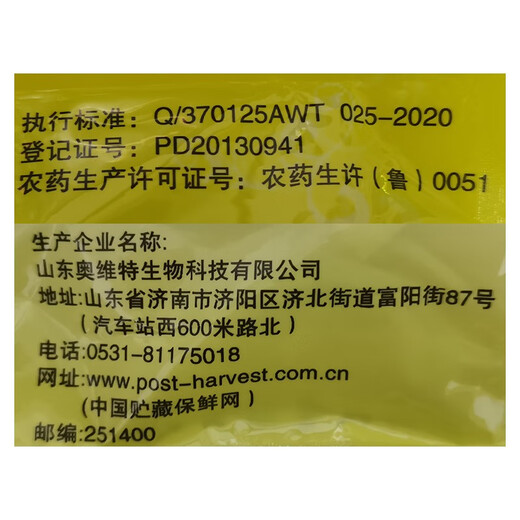 执行标准：Q/370125AWT 025-2020
登记证号：PD20130941
农药生产许可证号：农药生许（鲁）0051
生产企业名称:
山东奥维特生物科技有限公司
地址:山东省济南市济阳区济北街道富阳街87号
（汽车站西600米路北）
电话:0531-81175018
网址:www.post-harvest.com.cn
(中国贮藏保鲜网)
邮编:251400